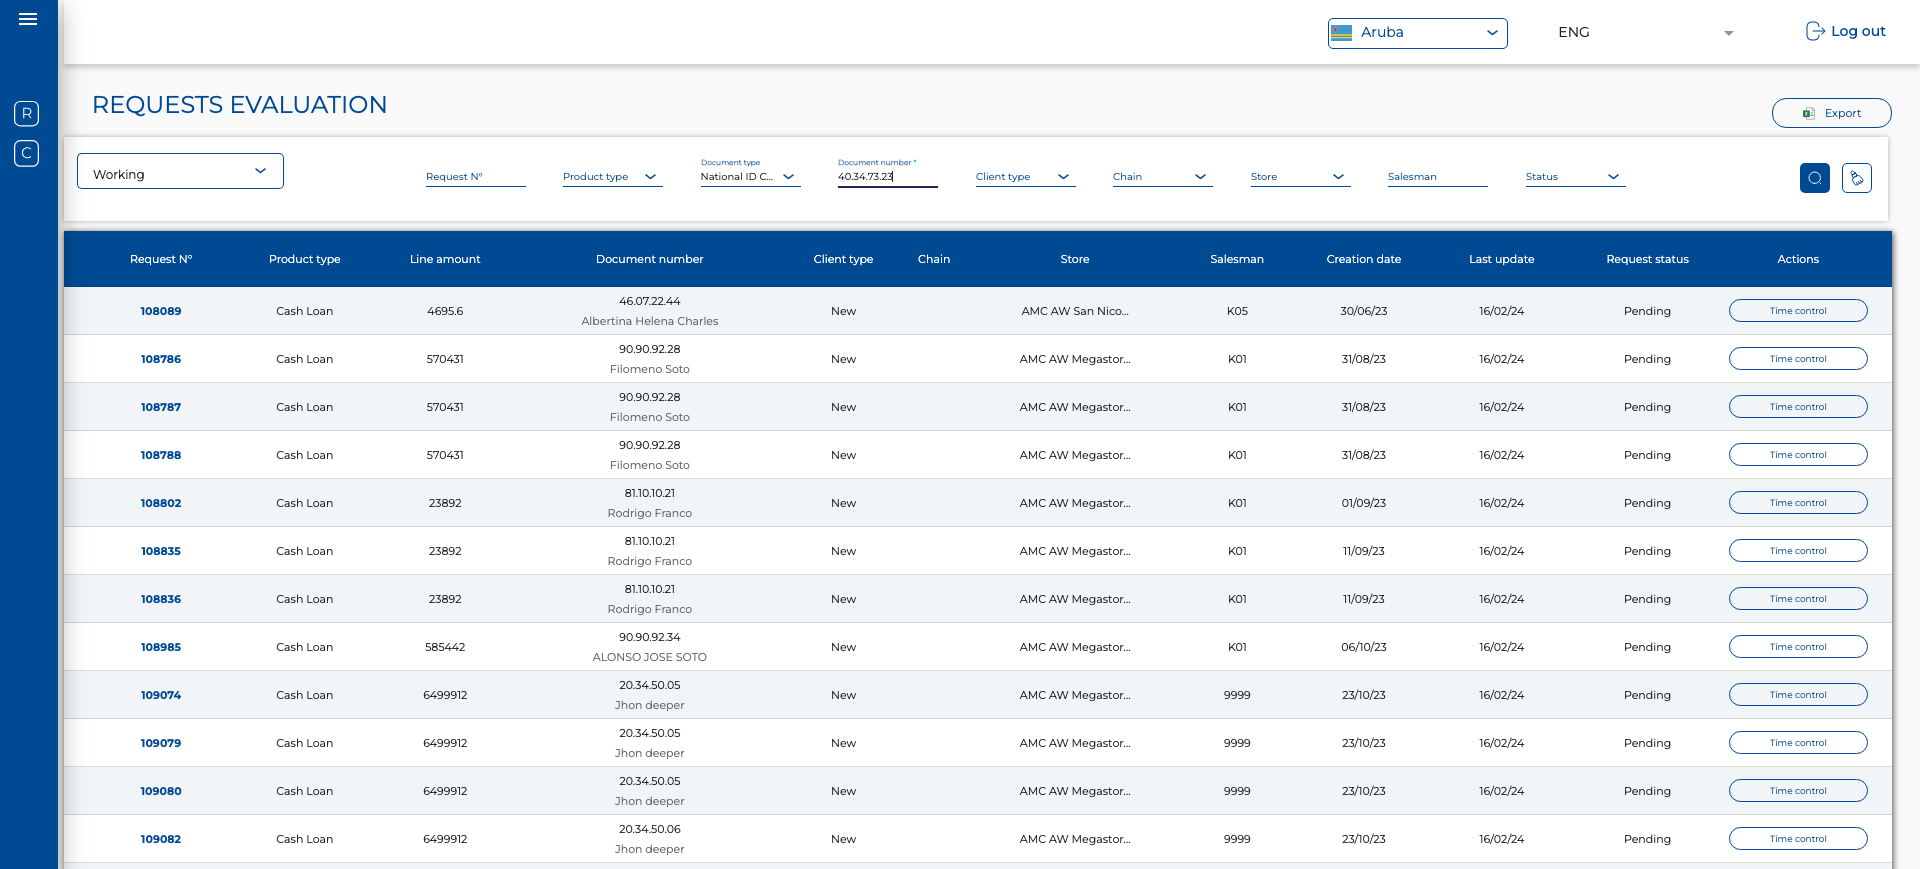 Aruba
ENG
Log out
R
C
REQUESTS EVALUATION
Export
Working
Request Nº
Product type
Document type
National ID C...
Document number *
40.34.73.23
Client type
Chain
Store
Salesman
Status
Request Nº Product type Line amount Document number Client type Chain Store Salesman Creation date Last update Request status Actions
108089 Cash Loan 4695.6 46.07.22.44 Albertina Helena Charles New AMC AW San Nico... K05 30/06/23 16/02/24 Pending Time control
108786 Cash Loan 570431 90.90.92.28 Filomeno Soto New AMC AW Megastor... K01 31/08/23 16/02/24 Pending Time control
108787 Cash Loan 570431 90.90.92.28 Filomeno Soto New AMC AW Megastor... K01 31/08/23 16/02/24 Pending Time control
108788 Cash Loan 570431 90.90.92.28 Filomeno Soto New AMC AW Megastor... K01 31/08/23 16/02/24 Pending Time control
108802 Cash Loan 23892 81.10.10.21 Rodrigo Franco New AMC AW Megastor... K01 01/09/23 16/02/24 Pending Time control
108835 Cash Loan 23892 81.10.10.21 Rodrigo Franco New AMC AW Megastor... K01 11/09/23 16/02/24 Pending Time control
108836 Cash Loan 23892 81.10.10.21 Rodrigo Franco New AMC AW Megastor... K01 11/09/23 16/02/24 Pending Time control
108985 Cash Loan 585442 90.90.92.34 ALONSO JOSE SOTO New AMC AW Megastor... K01 06/10/23 16/02/24 Pending Time control
109074 Cash Loan 6499912 20.34.50.05 Jhon deeper New AMC AW Megastor... 9999 23/10/23 16/02/24 Pending Time control
109079 Cash Loan 6499912 20.34.50.05 Jhon deeper New AMC AW Megastor... 9999 23/10/23 16/02/24 Pending Time control
109080 Cash Loan 6499912 20.34.50.05 Jhon deeper New AMC AW Megastor... 9999 23/10/23 16/02/24 Pending Time control
109082 Cash Loan 6499912 20.34.50.06 Jhon deeper New AMC AW Megastor... 9999 23/10/23 16/02/24 Pending Time control